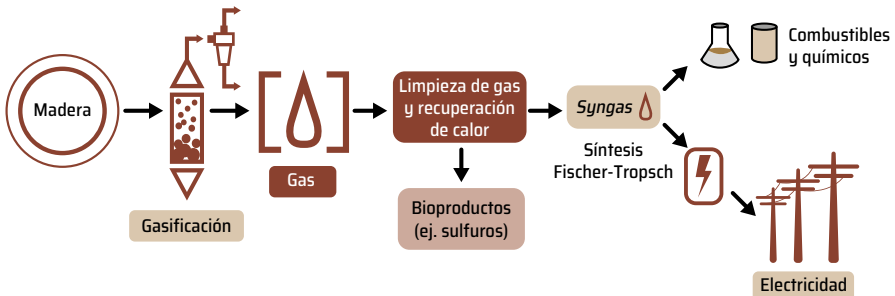 Madera
Gasificación
Gas
Limpieza de gas
y recuperación
de calor
Bioproductos
(ej. sulfuros)
Syngas
Síntesis
Fischer-Tropsch
Combustibles
y químicos
Electricidad